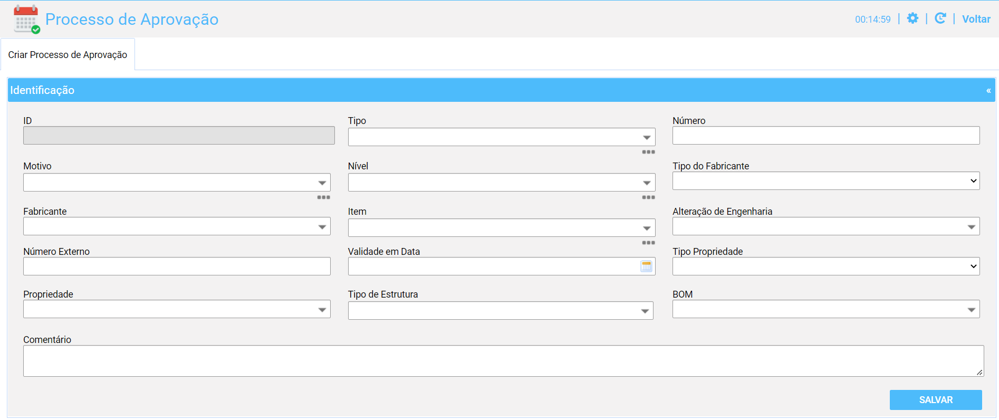 Processo de Aprovação
00:14:59 | | | Voltar
Criar Processo de Aprovação
Identificação «
ID Tipo Número
Motivo Nível Tipo do Fabricante
Fabricante Item Alteração de Engenharia
Número Externo Validade em Data Tipo Propriedade
Propriedade Tipo de Estrutura BOM
Comentário
SALVAR